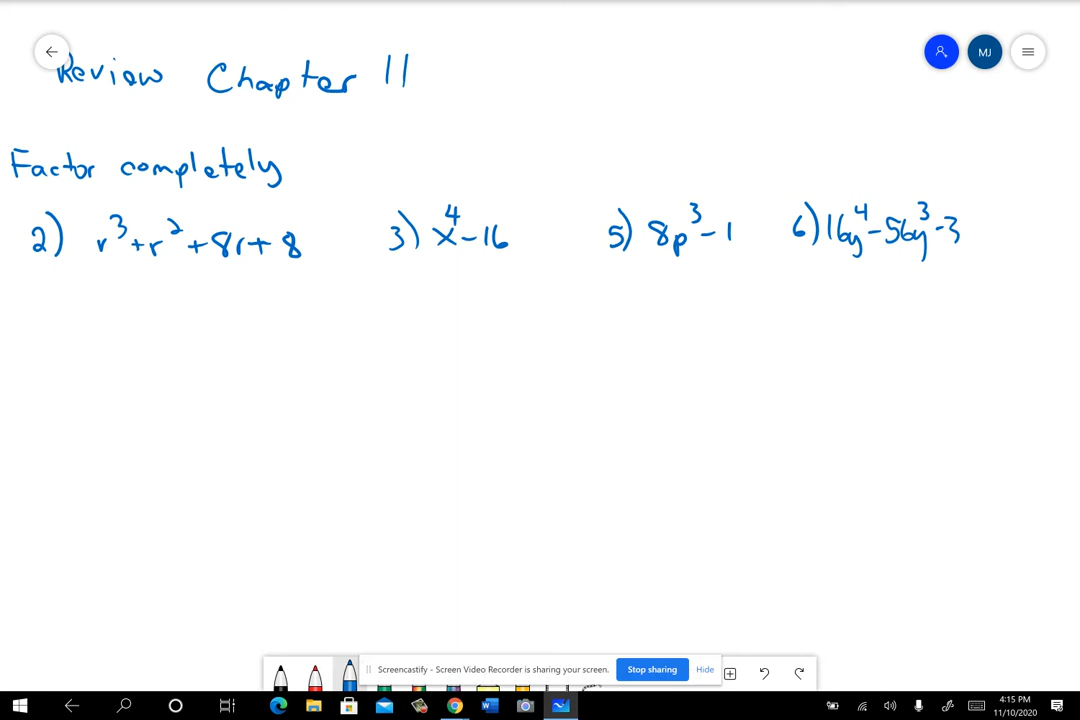 MJ
Review Chapter 11
Factor completely
2) r³+r²+8r+8 3) x⁴-16 5) 8p³-1 6) 16y⁴-56y³-3
Screencastify - Screen Video Recorder is sharing your screen. Stop sharing Hide
4:15 PM
11/10/2020